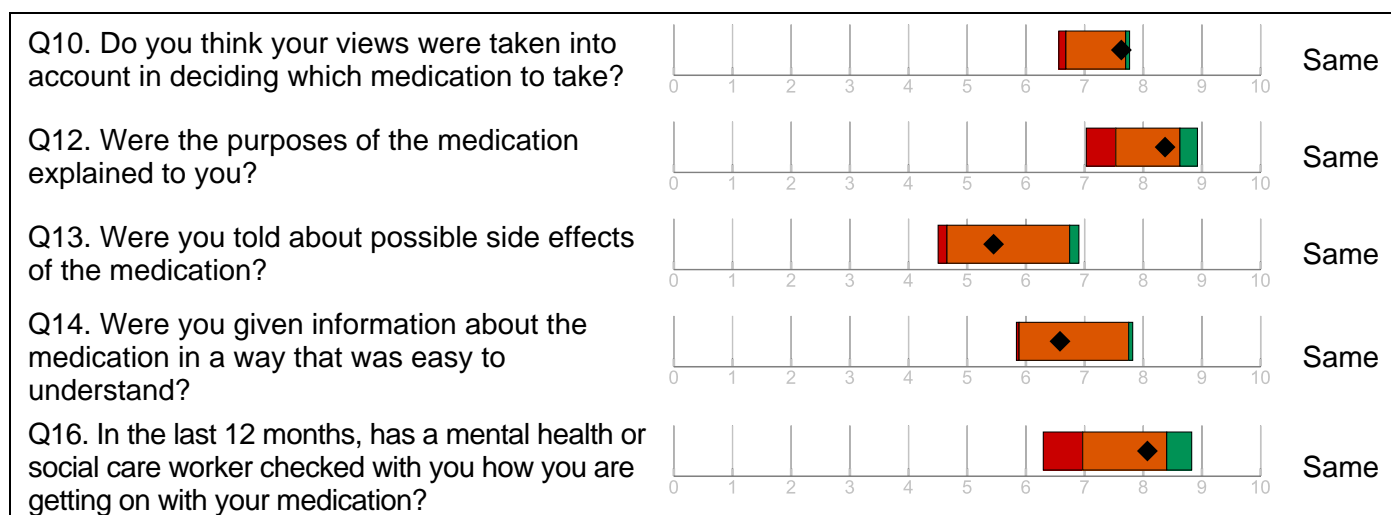 Q10. Do you think your views were taken into
account in deciding which medication to take?
Same
0 1 2 3 4 5 6 7 8 9 10
Q12. Were the purposes of the medication
explained to you?
Same
0 1 2 3 4 5 6 7 8 9 10
Q13. Were you told about possible side effects
of the medication?
Same
0 1 2 3 4 5 6 7 8 9 10
Q14. Were you given information about the
medication in a way that was easy to
understand?
Same
0 1 2 3 4 5 6 7 8 9 10
Q16. In the last 12 months, has a mental health or
social care worker checked with you how you are
getting on with your medication?
Same
0 1 2 3 4 5 6 7 8 9 10